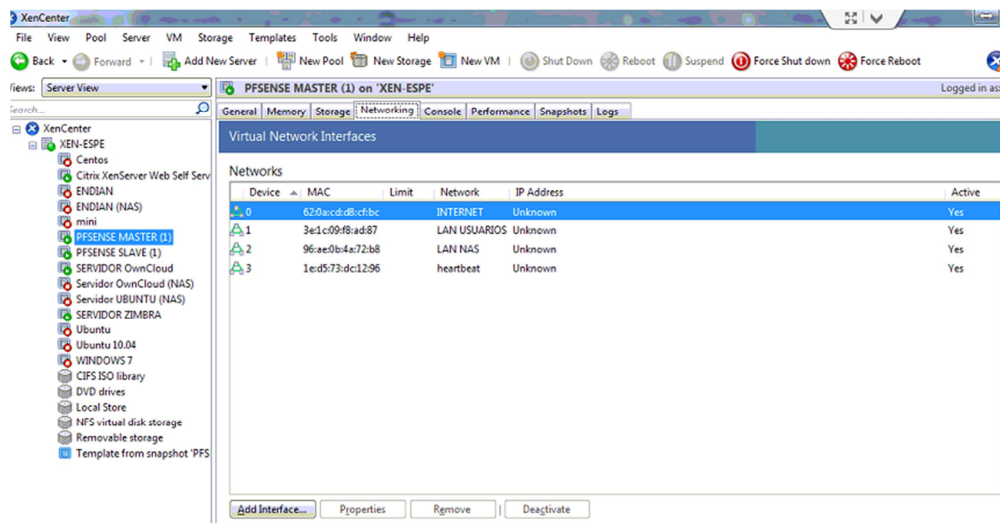 XenCenter
File View Pool Server VM Storage Templates Tools Window Help
Back Forward Add New Server New Pool New Storage New VM Shut Down Reboot Suspend Force Shut down Force Reboot
Views: Server View
PFSENSE MASTER (1) on 'XEN-ESPE' Logged in as:
Search...
General Memory Storage Networking Console Performance Snapshots Logs
XenCenter
XEN-ESPE
Centos
Citrix XenServer Web Self Serv
ENDIAN
ENDIAN (NAS)
mini
PFSENSE MASTER (1)
PFSENSE SLAVE (1)
SERVIDOR OwnCloud
Servidor OwnCloud (NAS)
Servidor UBUNTU (NAS)
SERVIDOR ZIMBRA
Ubuntu
Ubuntu 10.04
WINDOWS 7
CIFS ISO library
DVD drives
Local Store
NFS virtual disk storage
Removable storage
Template from snapshot 'PFS
Virtual Network Interfaces
Networks
Device MAC Limit Network IP Address Active
0 62:0a:cd:d8:cf:bc INTERNET Unknown Yes
1 3e:1c:09:f8:ad:87 LAN USUARIOS Unknown Yes
2 96:ae:0b:4a:72:b8 LAN NAS Unknown Yes
3 1e:d5:73:dc:12:96 heartbeat Unknown Yes
Add Interface... Properties Remove Deactivate